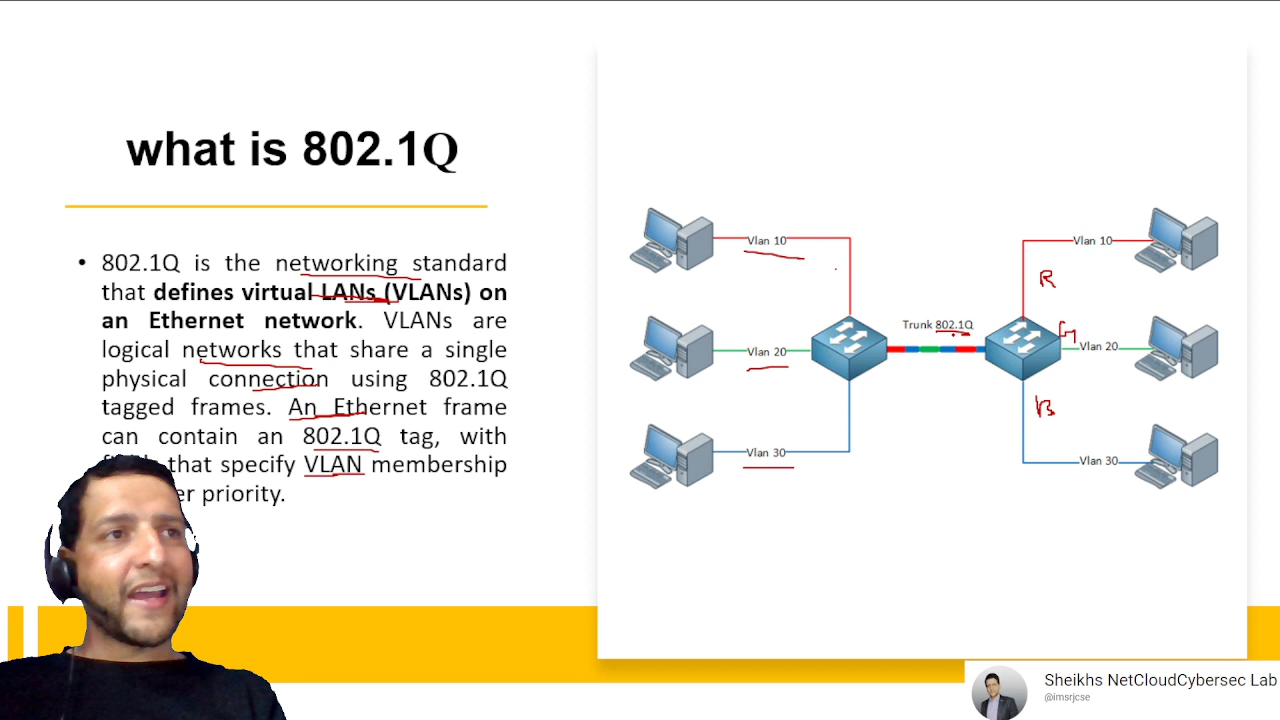 what is 802.1Q
• 802.1Q is the networking standard
that defines virtual LANs (VLANs) on
an Ethernet network. VLANs are
logical networks that share a single
physical connection using 802.1Q
tagged frames. An Ethernet frame
can contain an 802.1Q tag, with
that specify VLAN membership
priority.
Vlan 10
Vlan 20
Vlan 30
Trunk 802.1Q
Vlan 10
R
G
Vlan 20
B
Vlan 30
Sheikhs NetCloudCybersec Lab
@imsrjcse